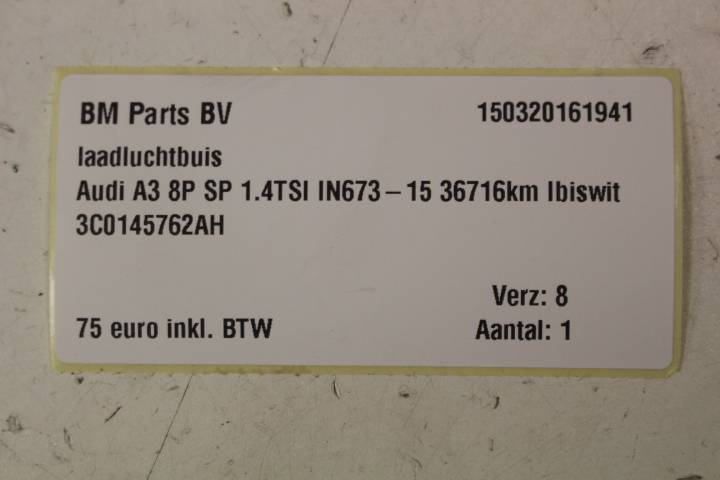 BM Parts BV 150320161941
laadluchtbuis
Audi A3 8P SP 1.4TSI IN673-15 36716km Ibiswit
3C0145762AH
Verz: 8
75 euro inkl. BTW Aantal: 1